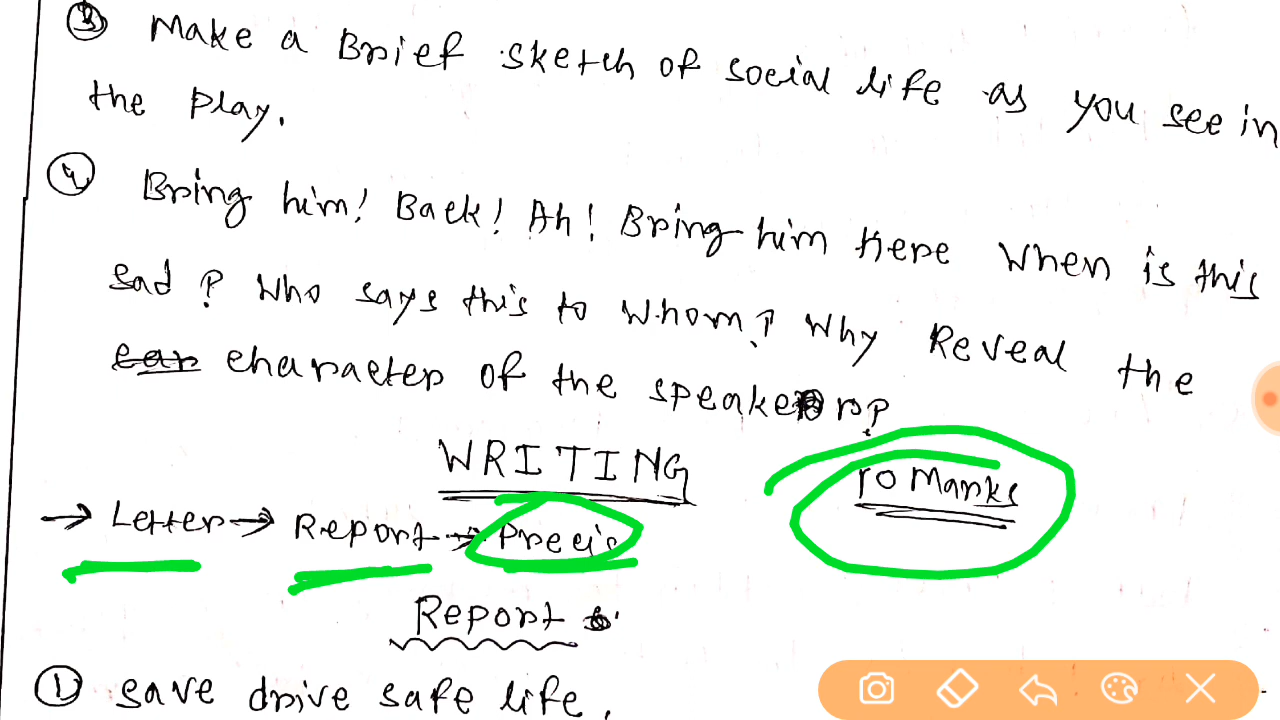 ③ Make a Brief sketch of social life as you see in
the play.
④ Bring him! Back! Ah! Bring him Here When is this
sad? Who says this to whom? Why Reveal the
character of the speaker?
WRITING
10 Marks
→ Letter → Report → Precis
Report
① save drive safe life.